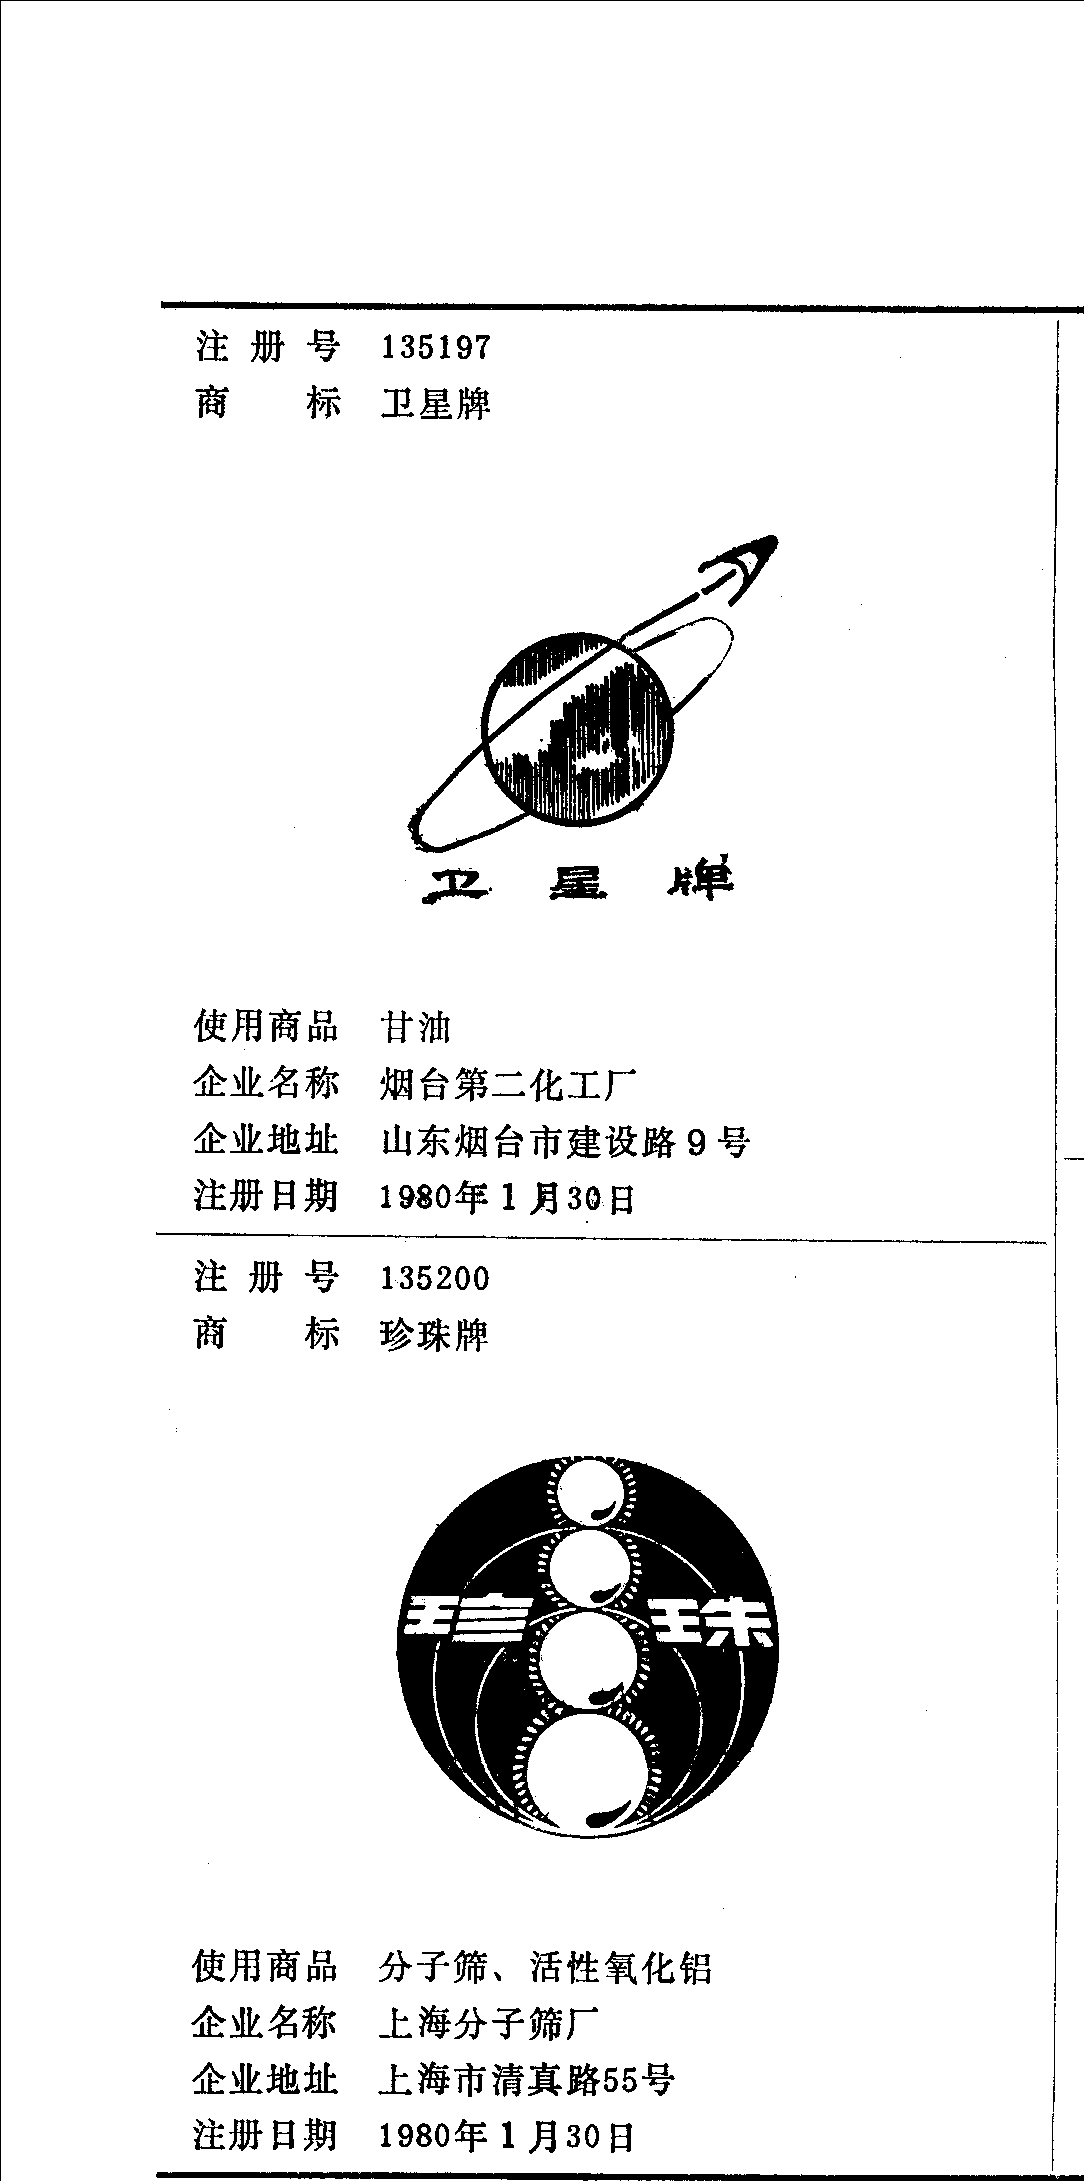 注册号 135197
商标 卫星牌
卫星牌
使用商品 甘油
企业名称 烟台第二化工厂
企业地址 山东烟台市建设路9号
注册日期 1980年1月30日
注册号 135200
商标 珍珠牌
珍珠
使用商品 分子筛、活性氧化铝
企业名称 上海分子筛厂
企业地址 上海市清真路55号
注册日期 1980年1月30日